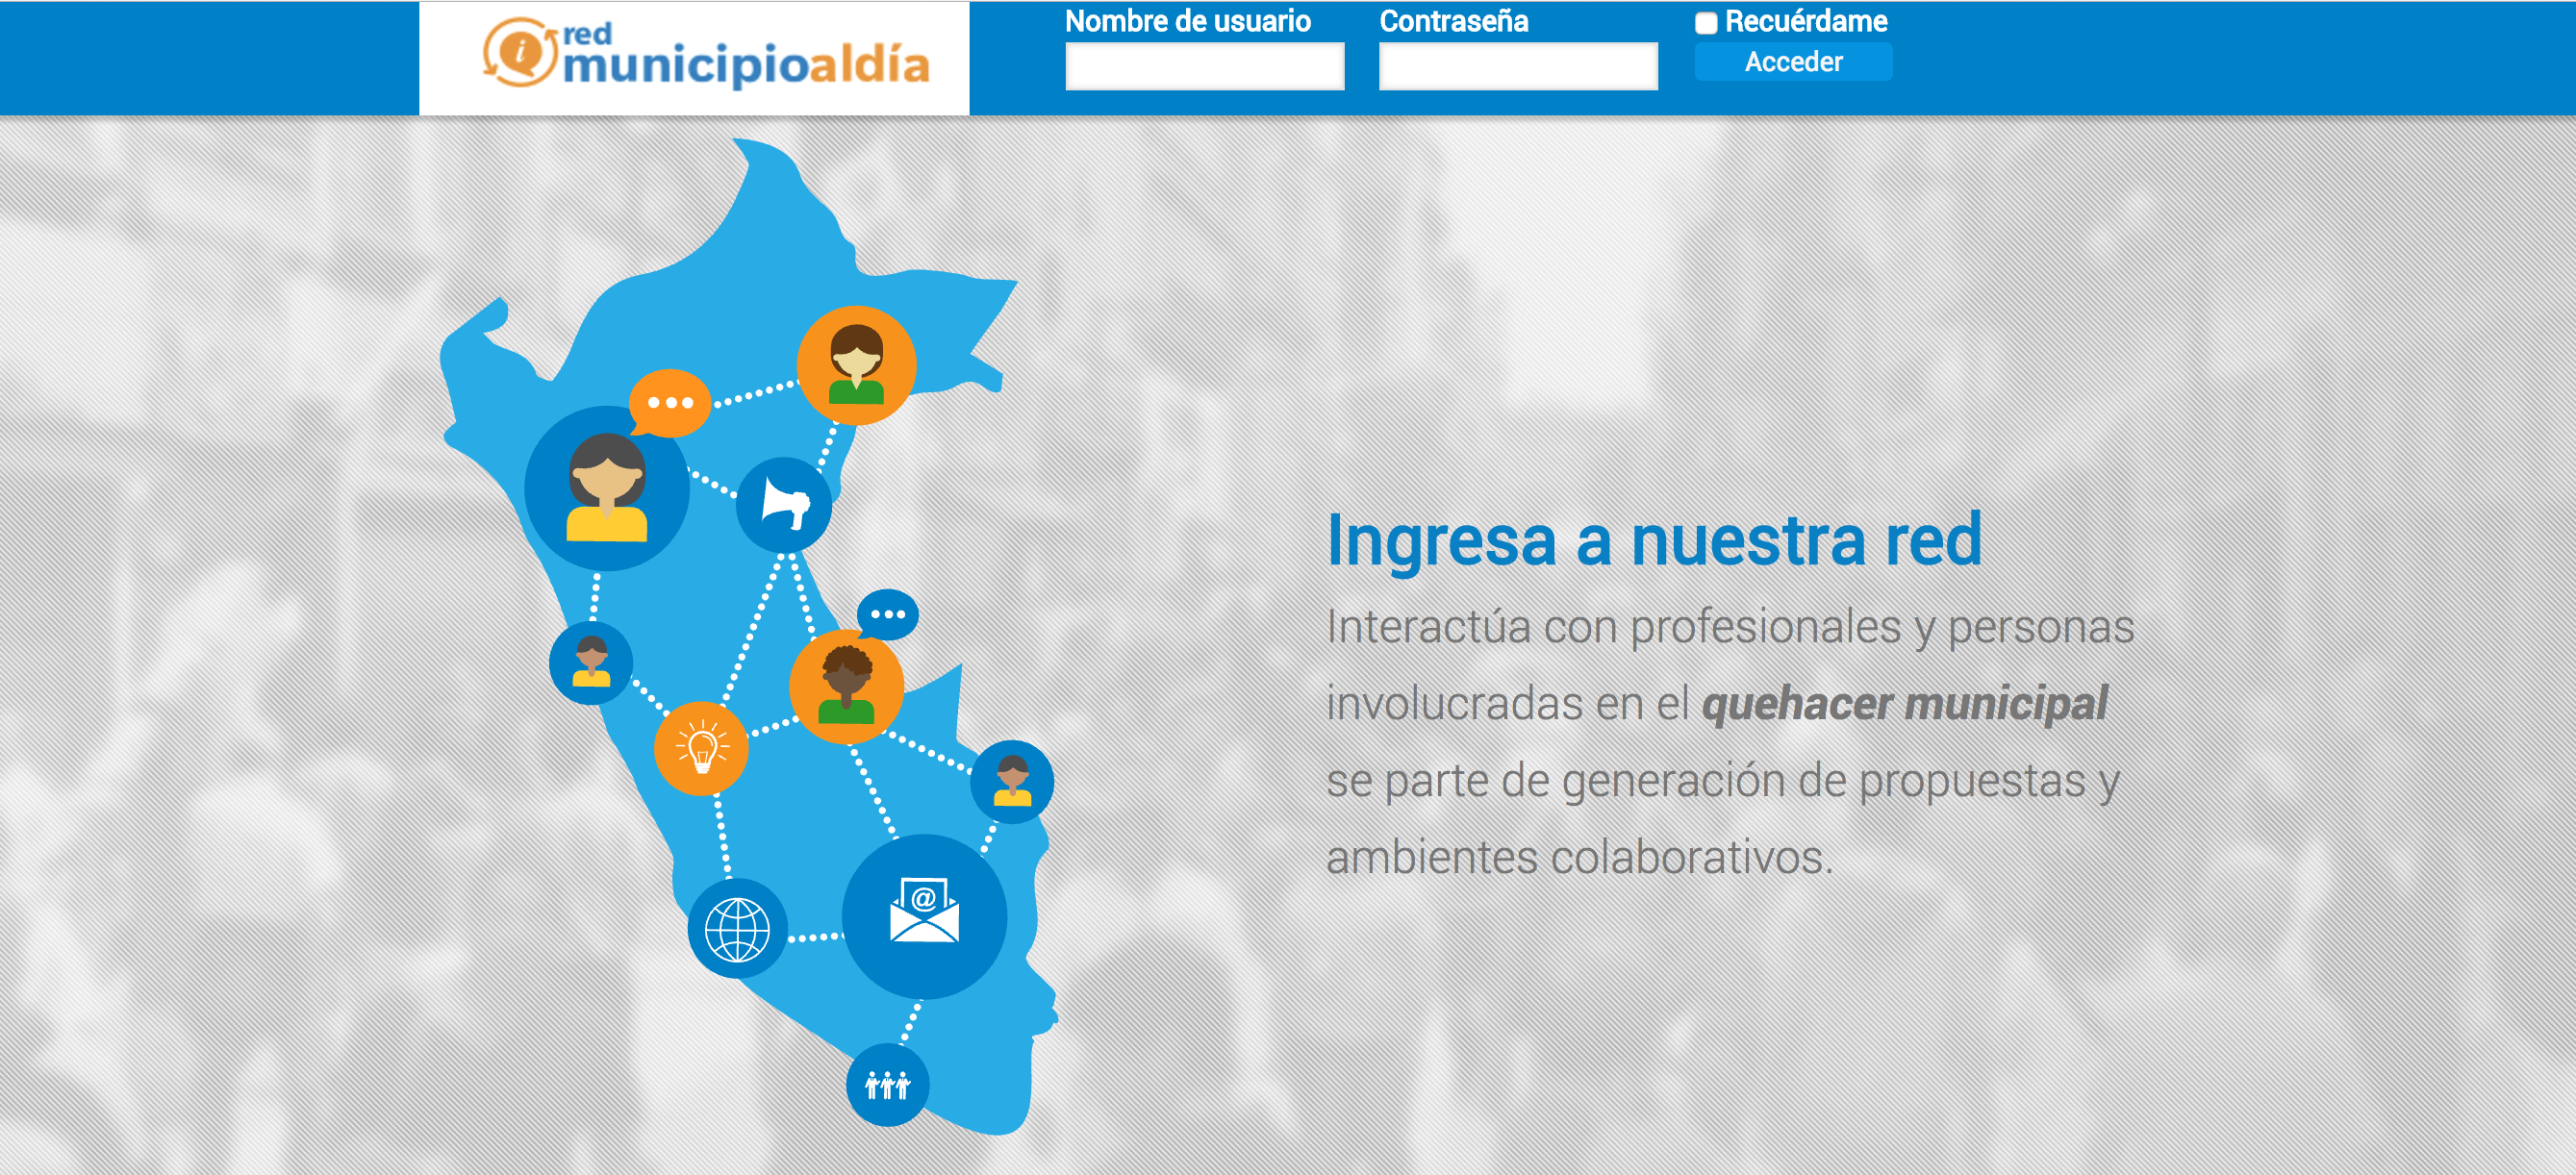 red
municipioaldía
Nombre de usuario
Contraseña
Recuérdame
Acceder
Ingresa a nuestra red
Interactúa con profesionales y personas
involucradas en el quehacer municipal
se parte de generación de propuestas y
ambientes colaborativos.